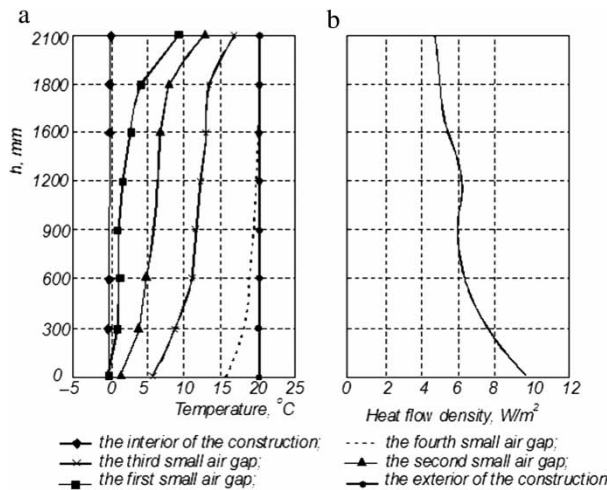 a
b
2100
1800
1600
1200
900
600
300
0
h, mm
−5 0 5 10 15 20 25
Temperature, °C
0 2 4 6 8 10 12
Heat flow density, W/m²
the interior of the construction;
the fourth small air gap;
the third small air gap;
the second small air gap;
the first small air gap;
the exterior of the construction